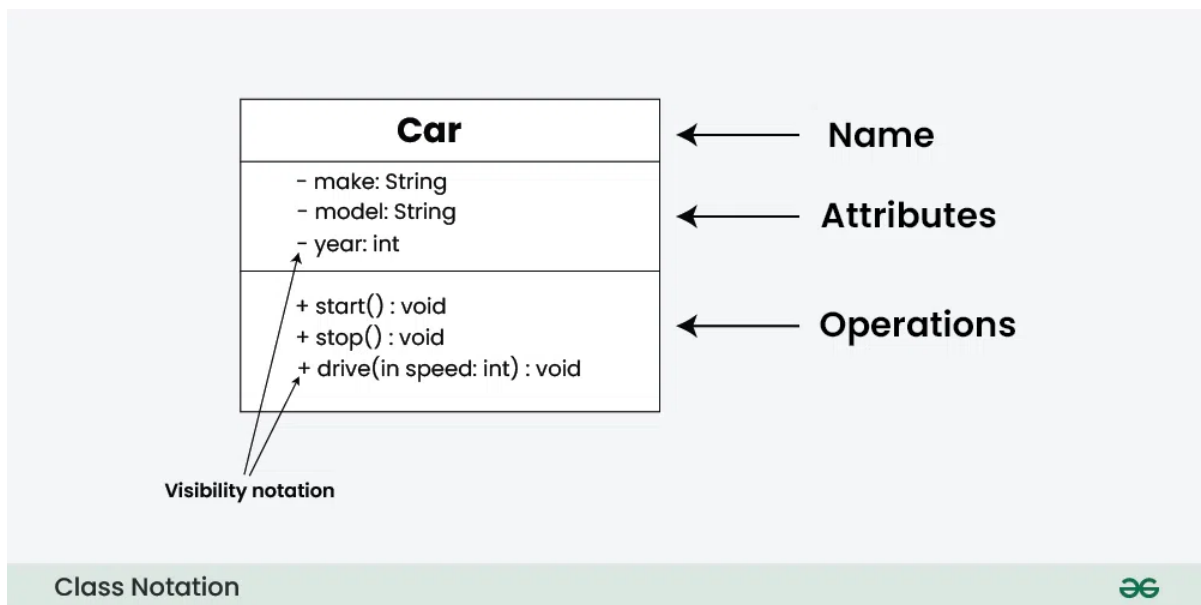 Car
- make: String
- model: String
- year: int
+ start() : void
+ stop() : void
+ drive(in speed: int) : void
Name
Attributes
Operations
Visibility notation
Class Notation